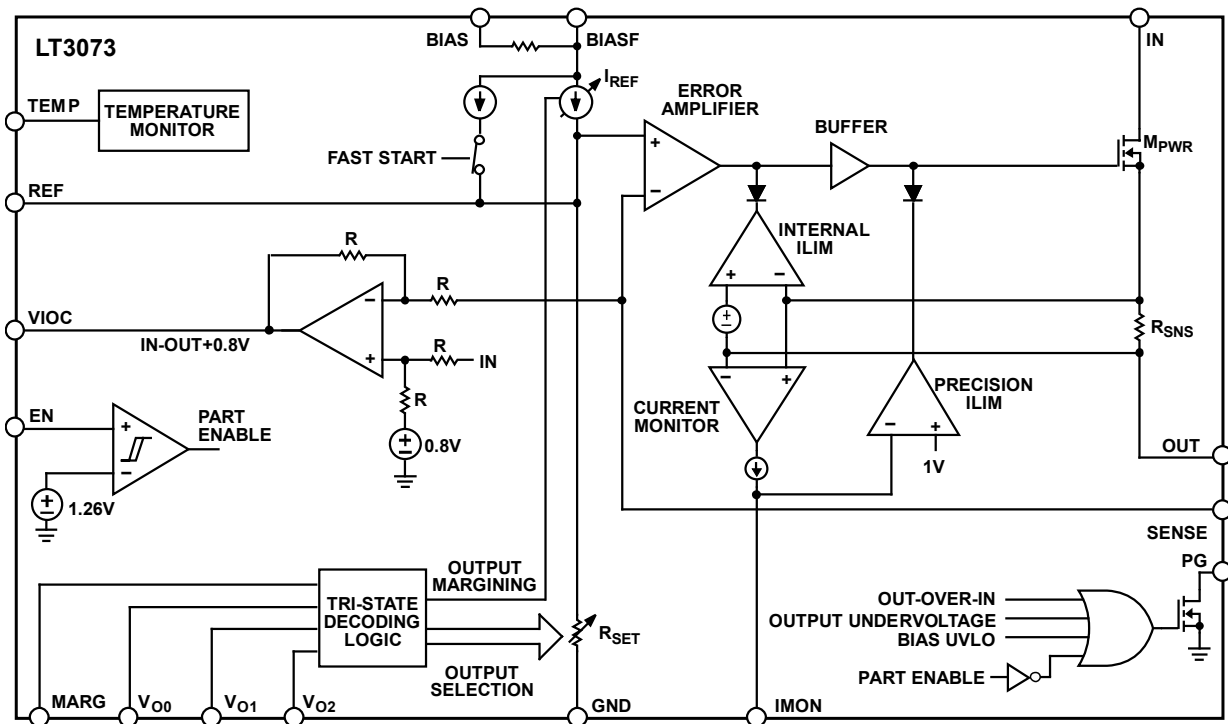 LT3073
BIAS
BIASF
IN
TEMP
TEMPERATURE
MONITOR
I_REF
ERROR
AMPLIFIER
BUFFER
M_PWR
FAST START
REF
R
INTERNAL
ILIM
+
−
+
−
−
R
±
R_SNS
VIOC
IN-OUT+0.8V
+
R
IN
R
−
+
CURRENT
MONITOR
PRECISION
ILIM
−
+
1V
OUT
EN
+
−
PART
ENABLE
±
0.8V
±
1.26V
SENSE
PG
OUTPUT
MARGINING
TRI-STATE
DECODING
LOGIC
R_SET
OUTPUT
SELECTION
OUT-OVER-IN
OUTPUT UNDERVOLTAGE
BIAS UVLO
PART ENABLE
MARG
V_O0
V_O1
V_O2
GND
IMON